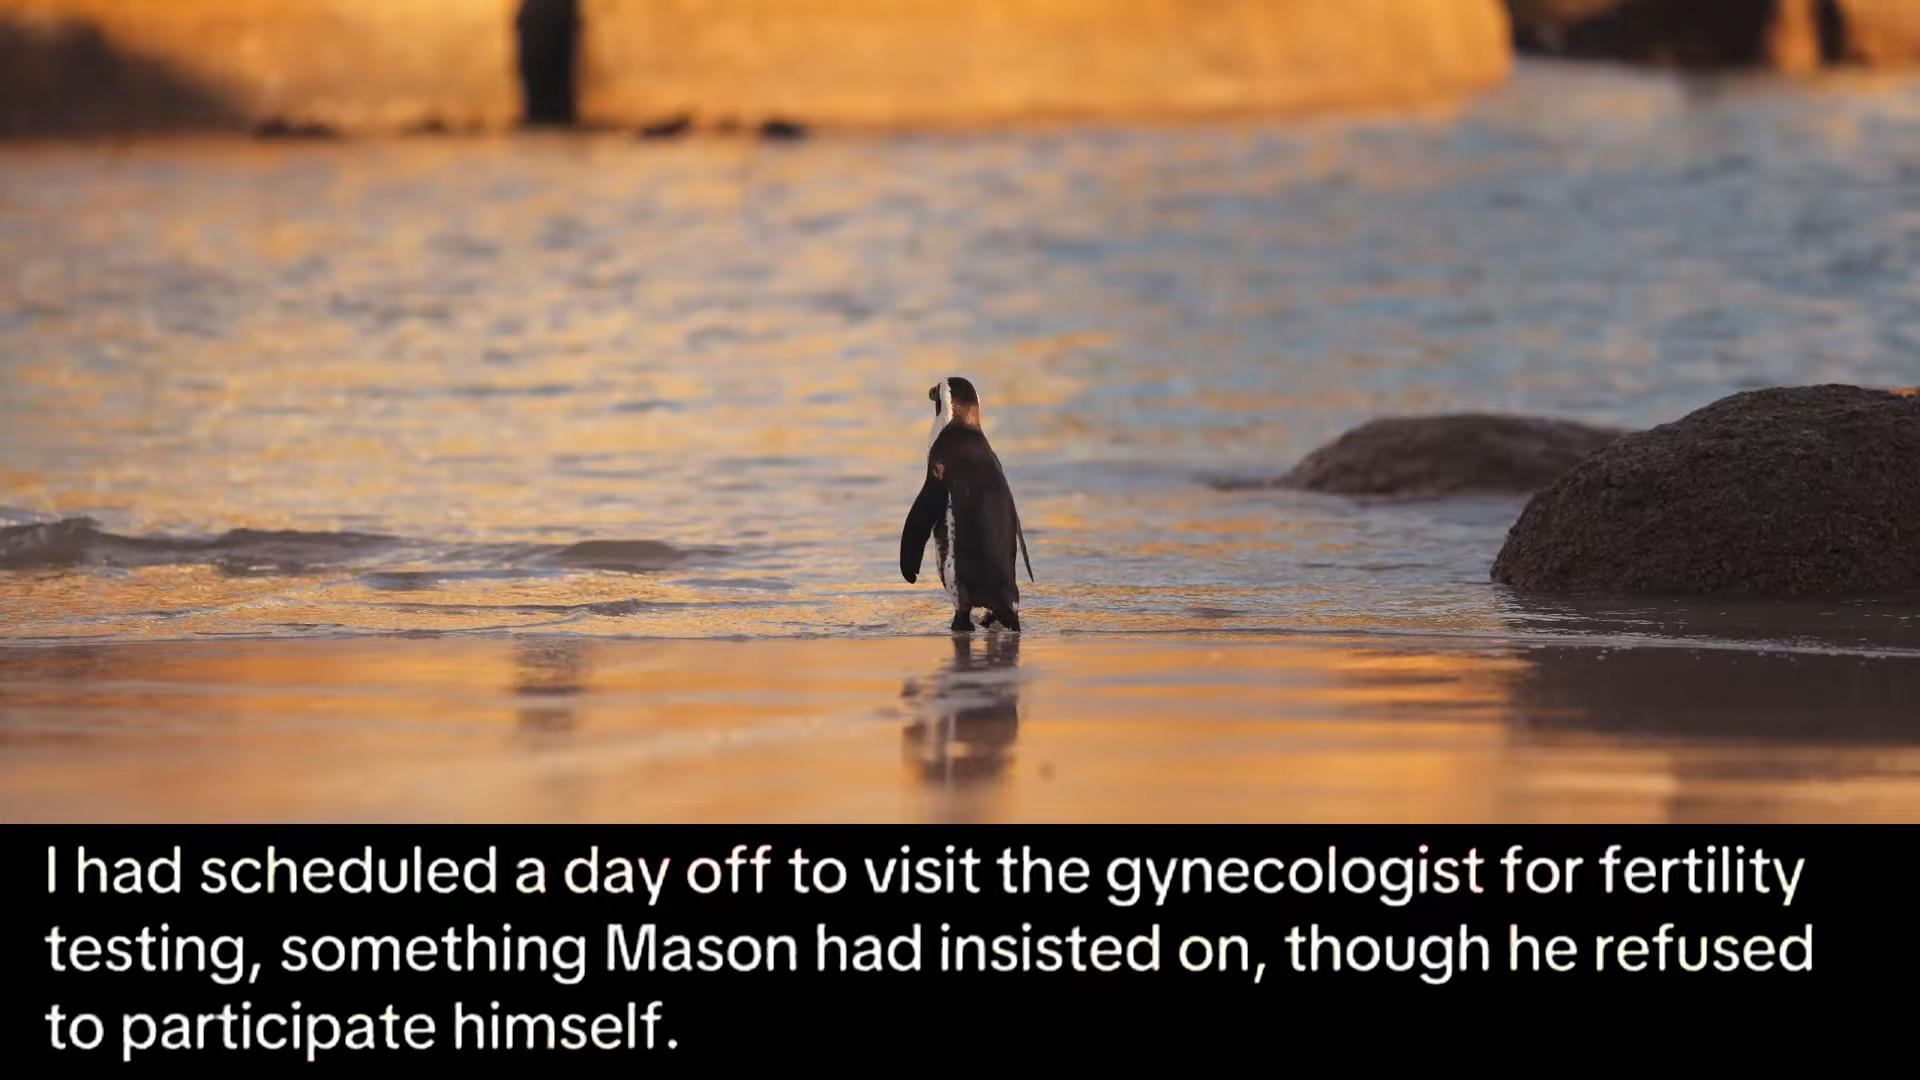 I had scheduled a day off to visit the gynecologist for fertility
testing, something Mason had insisted on, though he refused
to participate himself.